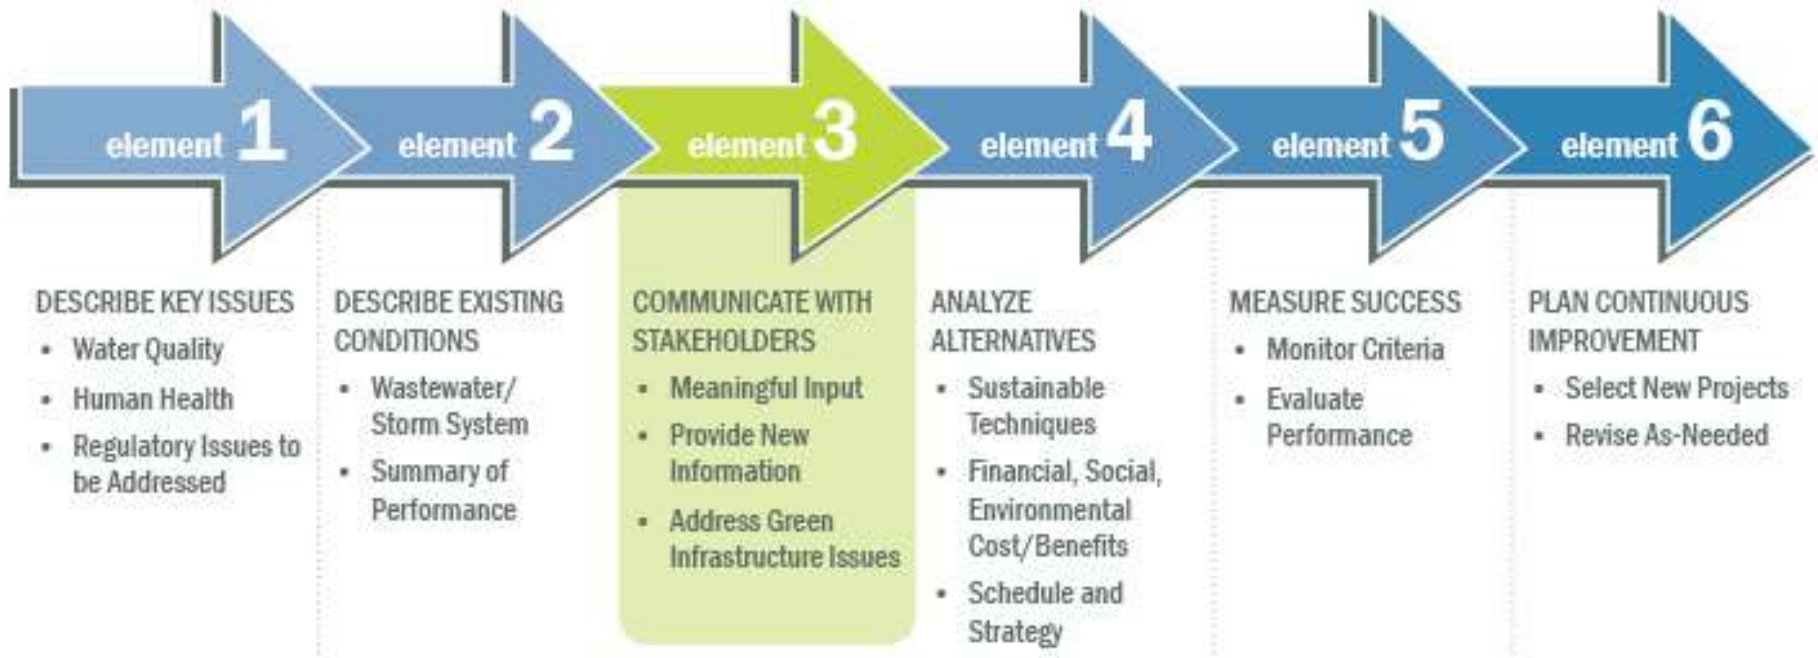 element 1
element 2
element 3
element 4
element 5
element 6
DESCRIBE KEY ISSUES
• Water Quality
• Human Health
• Regulatory Issues to
be Addressed
DESCRIBE EXISTING
CONDITIONS
• Wastewater/
Storm System
• Summary of
Performance
COMMUNICATE WITH
STAKEHOLDERS
• Meaningful Input
• Provide New
Information
• Address Green
Infrastructure Issues
ANALYZE
ALTERNATIVES
• Sustainable
Techniques
• Financial, Social,
Environmental
Cost/Benefits
• Schedule and
Strategy
MEASURE SUCCESS
• Monitor Criteria
• Evaluate
Performance
PLAN CONTINUOUS
IMPROVEMENT
• Select New Projects
• Revise As-Needed